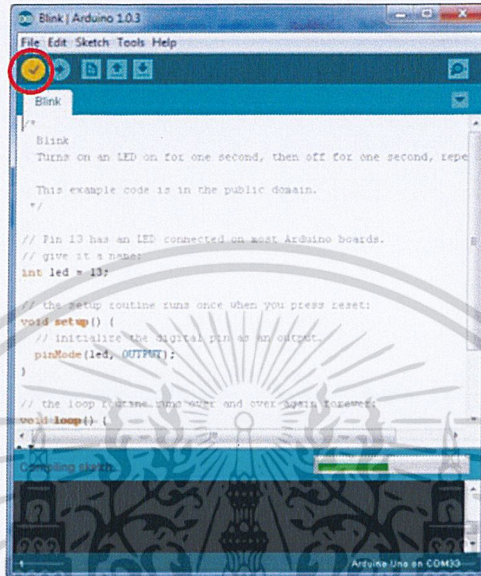 Blink | Arduino 1.0.3
File Edit Sketch Tools Help
Blink
/*
Blink
Turns on an LED on for one second, then off for one second, repe
This example code is in the public domain.
*/
// Pin 13 has an LED connected on most Arduino boards.
// give it a name:
int led = 13;
// the setup routine runs once when you press reset:
void setup() {
// initialize the digital pin as an output.
pinMode(led, OUTPUT);
}
// the loop routine runs over and over again forever:
void loop() {
Compiling sketch...
1
Arduino Uno on COM33